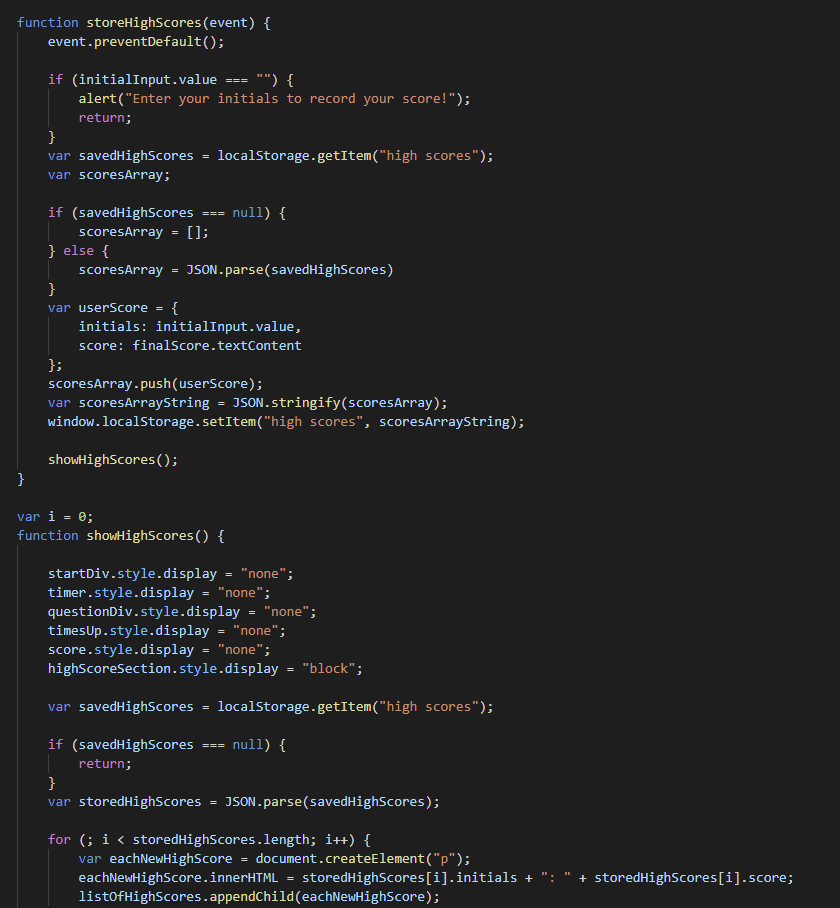 function storeHighScores(event) {
    event.preventDefault();

    if (initialInput.value === "") {
        alert("Enter your initials to record your score!");
        return;
    }
    var savedHighScores = localStorage.getItem("high scores");
    var scoresArray;

    if (savedHighScores === null) {
        scoresArray = [];
    } else {
        scoresArray = JSON.parse(savedHighScores)
    }
    var userScore = {
        initials: initialInput.value,
        score: finalScore.textContent
    };
    scoresArray.push(userScore);
    var scoresArrayString = JSON.stringify(scoresArray);
    window.localStorage.setItem("high scores", scoresArrayString);

    showHighScores();
}

var i = 0;
function showHighScores() {

    startDiv.style.display = "none";
    timer.style.display = "none";
    questionDiv.style.display = "none";
    timesUp.style.display = "none";
    score.style.display = "none";
    highScoreSection.style.display = "block";

    var savedHighScores = localStorage.getItem("high scores");

    if (savedHighScores === null) {
        return;
    }
    var storedHighScores = JSON.parse(savedHighScores);

    for (; i < storedHighScores.length; i++) {
        var eachNewHighScore = document.createElement("p");
        eachNewHighScore.innerHTML = storedHighScores[i].initials + ": " + storedHighScores[i].score;
        listOfHighScores.appendChild(eachNewHighScore);